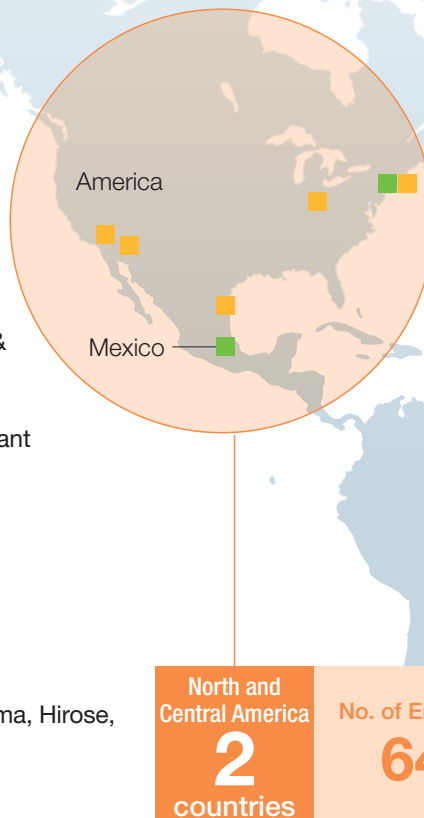 America
&
Mexico
ant
ma, Hirose,
North and
Central America
2
countries
No. of E
64